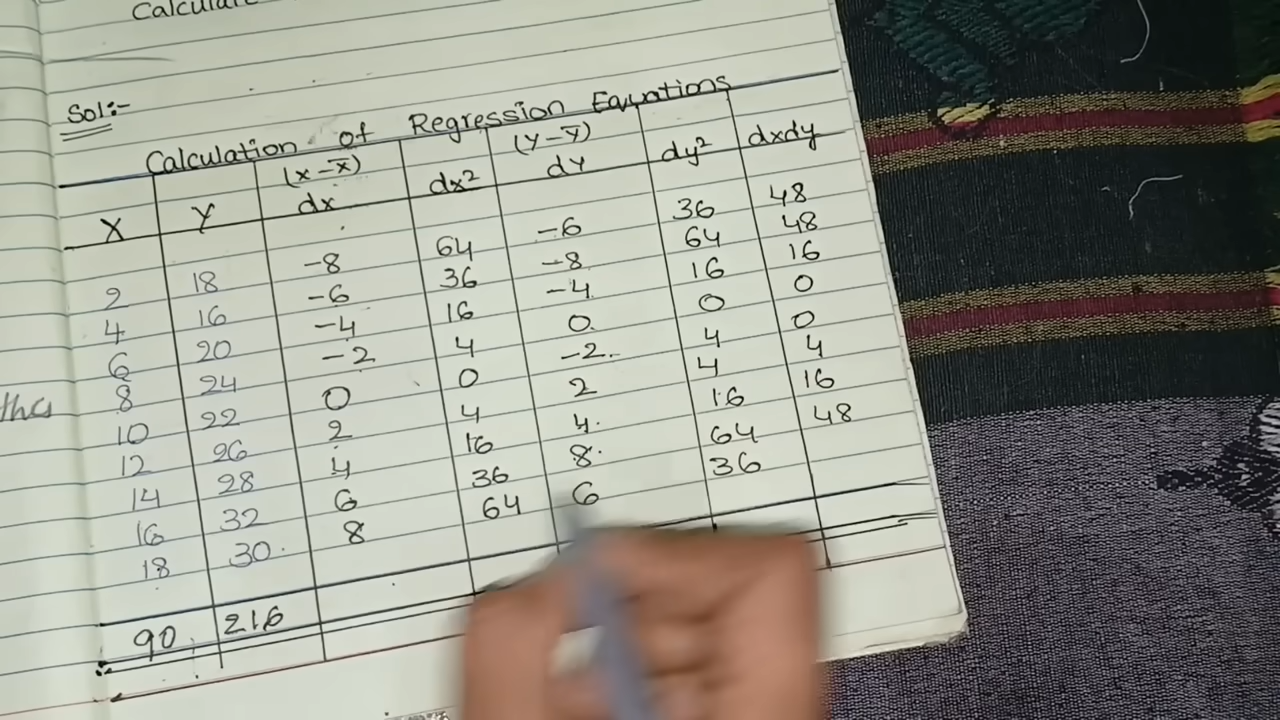 Calculate
Sol:-
Calculation of Regression Equations
X Y (x-x̅) dx dx² (y-y̅) dy dy² dxdy
2 18 -8 64 -6 36 48
4 16 -6 36 -8 64 48
6 20 -4 16 -4 16 16
8 24 -2 4 0 0 0
10 22 0 0 -2 4 0
12 26 2 4 2 4 4
14 28 4 16 4 16 16
16 32 6 36 8 64 48
18 30 8 64 6 36
90 216